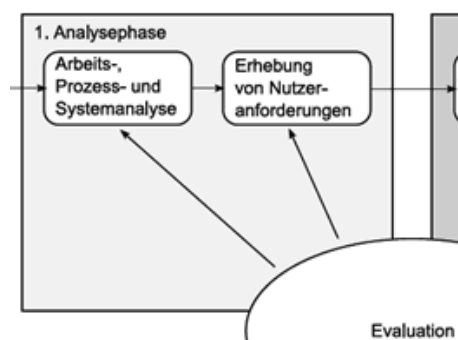 1. Analysephase
Arbeits-,
Prozess- und
Systemanalyse
Erhebung
von Nutzer-
anforderungen
Evaluation